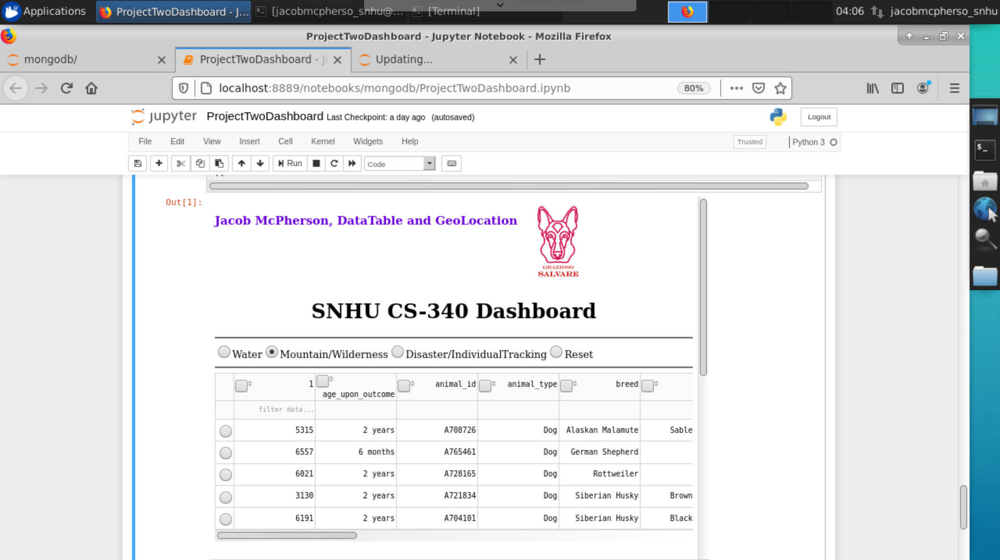 Applications
ProjectTwoDashboard - J...
[jacobmcpherso_snhu@...
[Terminal]
04:06
jacobmcpherso_snhu
ProjectTwoDashboard - Jupyter Notebook - Mozilla Firefox
mongodb/
ProjectTwoDashboard - J
Updating...
localhost:8889/notebooks/mongodb/ProjectTwoDashboard.ipynb
80%
jupyter ProjectTwoDashboard Last Checkpoint: a day ago (autosaved)
Logout
File Edit View Insert Cell Kernel Widgets Help
Trusted
Python 3
Run
Code
Out[1]:
Jacob McPherson, DataTable and GeoLocation
GRAZIOSO
SALVARE
SNHU CS-340 Dashboard
Water Mountain/Wilderness Disaster/IndividualTracking Reset
1 age_upon_outcome animal_id animal_type breed
filter data...
5315 2 years A708726 Dog Alaskan Malamute Sable
6557 6 months A765461 Dog German Shepherd
6021 2 years A728165 Dog Rottweiler
3130 2 years A721834 Dog Siberian Husky Brown
6191 2 years A704101 Dog Siberian Husky Black